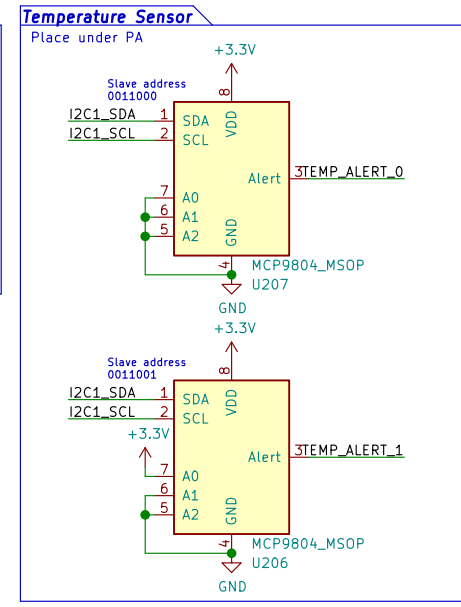 Temperature Sensor
Place under PA
+3.3V
Slave address
0011000
8
I2C1_SDA 1 SDA VDD
I2C1_SCL 2 SCL
Alert 3 TEMP_ALERT_0
7 A0
6 A1
5 A2 GND
4 MCP9804_MSOP
U207
GND
+3.3V
Slave address
0011001
8
I2C1_SDA 1 SDA VDD
I2C1_SCL 2 SCL
+3.3V
Alert 3 TEMP_ALERT_1
7 A0
6 A1
5 A2 GND
4 MCP9804_MSOP
U206
GND